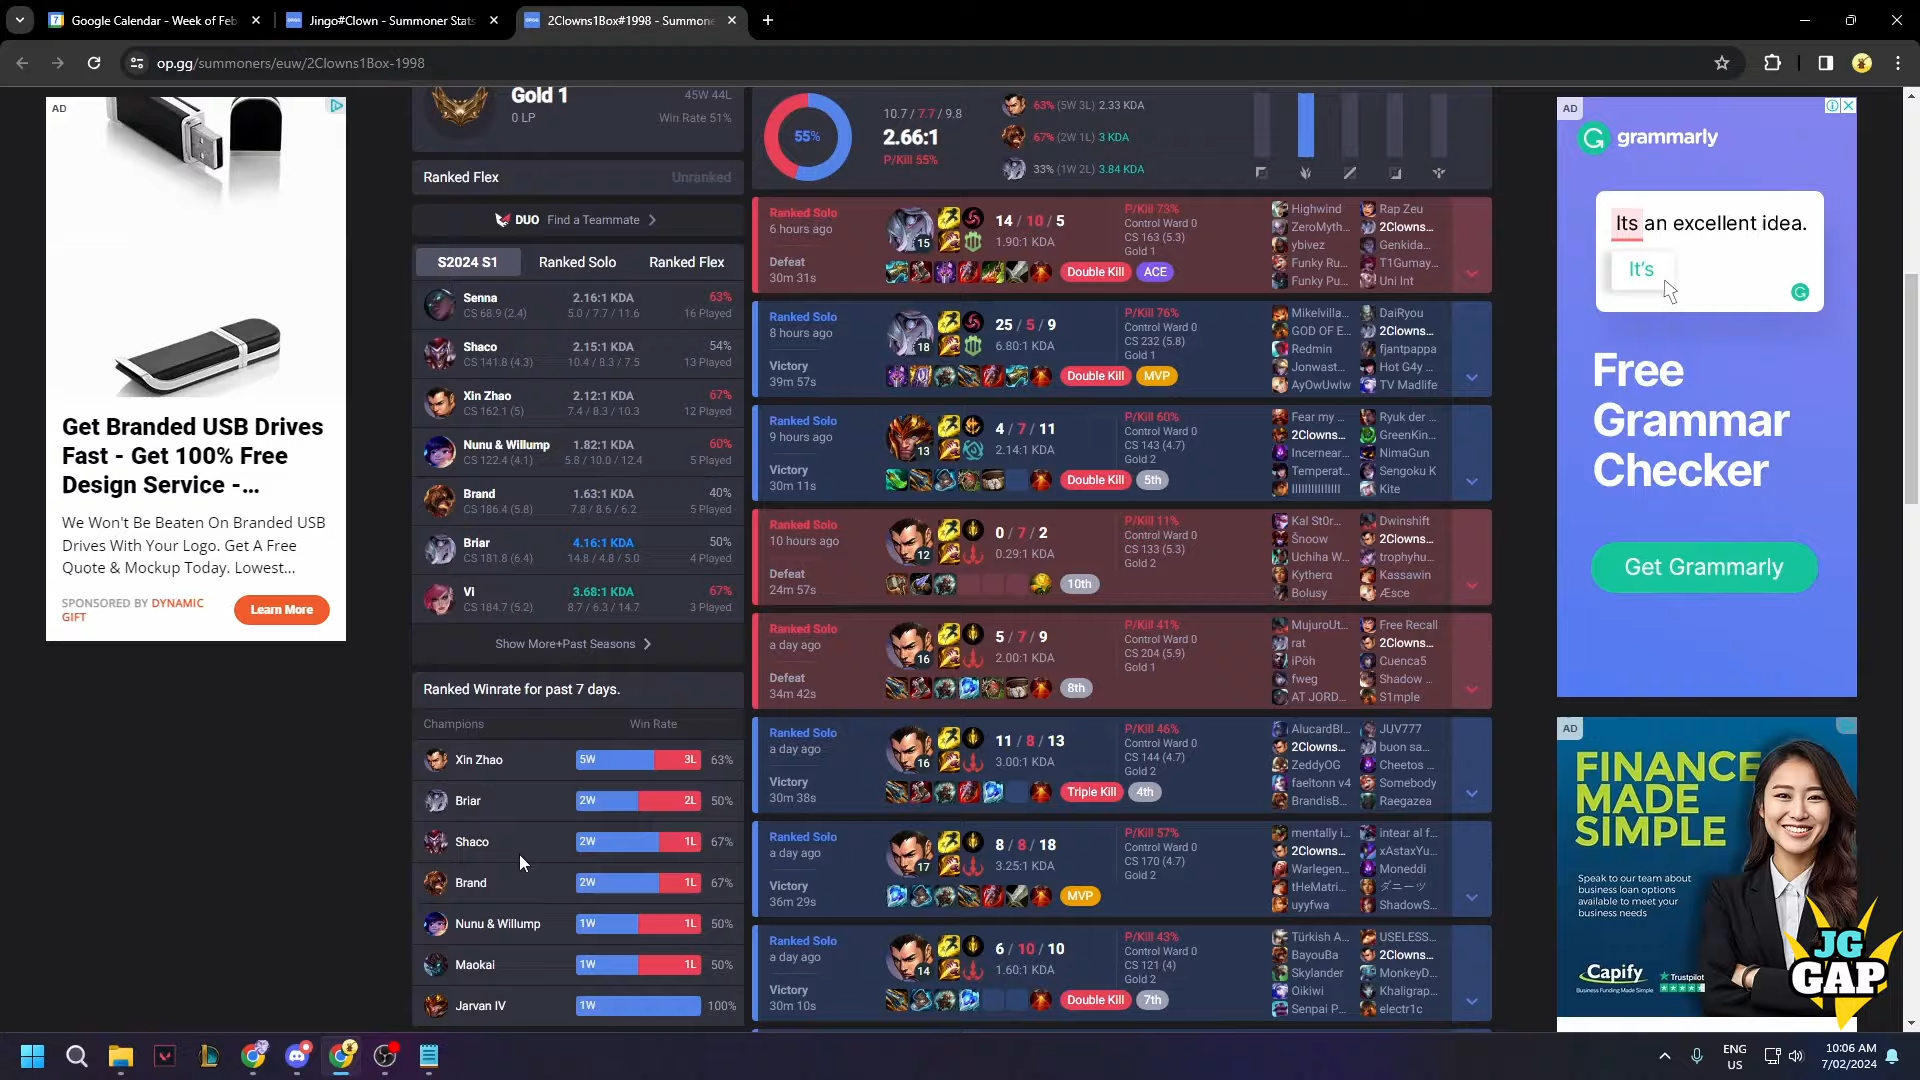 Google Calendar - Week of Feb
Jingo#Clown - Summoner Stats
2Clowns1Box#1998 - Summone
op.gg/summoners/euw/2Clowns1Box-1998
AD
Get Branded USB Drives
Fast - Get 100% Free
Design Service -...
We Won't Be Beaten On Branded USB
Drives With Your Logo. Get A Free
Quote & Mockup Today. Lowest...
SPONSORED BY DYNAMIC
GIFT
Learn More
Gold 1
45W 44L
0 LP
Win Rate 51%
Ranked Flex
Unranked
DUO Find a Teammate
S2024 S1 Ranked Solo Ranked Flex
Senna 2.16:1 KDA 63%
CS 68.9 (2.4) 5.0 / 7.7 / 11.6 16 Played
Shaco 2.15:1 KDA 54%
CS 141.8 (4.3) 10.4 / 8.3 / 7.5 13 Played
Xin Zhao 2.12:1 KDA 67%
CS 162.1 (5) 7.4 / 8.3 / 10.3 12 Played
Nunu & Willump 1.82:1 KDA 60%
CS 122.4 (4.1) 5.8 / 10.0 / 12.4 5 Played
Brand 1.63:1 KDA 40%
CS 186.4 (5.8) 7.8 / 8.6 / 6.2 5 Played
Briar 4.16:1 KDA 50%
CS 181.8 (6.4) 14.8 / 4.8 / 5.0 4 Played
Vi 3.68:1 KDA 67%
CS 184.7 (5.2) 8.7 / 6.3 / 14.7 3 Played
Show More+Past Seasons
Ranked Winrate for past 7 days.
Champions Win Rate
Xin Zhao 5W 3L 63%
Briar 2W 2L 50%
Shaco 2W 1L 67%
Brand 2W 1L 67%
Nunu & Willump 1W 1L 50%
Maokai 1W 1L 50%
Jarvan IV 1W 100%
55%
10.7 / 7.7 / 9.8
2.66:1
P/Kill 55%
63% (5W 3L) 2.33 KDA
67% (2W 1L) 3 KDA
33% (1W 2L) 3.84 KDA
Ranked Solo
6 hours ago
Defeat
30m 31s
15
14 / 10 / 5
1.90:1 KDA
Double Kill ACE
P/Kill 73%
Control Ward 0
CS 163 (5.3)
Gold 1
Highwind Rap Zeu
ZeroMyth... 2Clowns...
ybivez Genkida...
Funky Ru... T1Gumay...
Funky Pu... Uni Int
Ranked Solo
8 hours ago
Victory
39m 57s
18
25 / 5 / 9
6.80:1 KDA
Double Kill MVP
P/Kill 76%
Control Ward 0
CS 232 (5.8)
Gold 1
Mikelvilla... DaiRyou
GOD OF E... 2Clowns...
Redmin fjantpappa
Jonwast... Hot G4y ...
AyOwUwIw TV Madlife
Ranked Solo
9 hours ago
Victory
30m 11s
13
4 / 7 / 11
2.14:1 KDA
Double Kill 5th
P/Kill 60%
Control Ward 0
CS 143 (4.7)
Gold 2
Fear my ... Ryuk der ...
2Clowns... GreenKin...
Incernear... NimaGun
Temperat... Sengoku K
Kite
Ranked Solo
10 hours ago
Defeat
24m 57s
12
0 / 7 / 2
0.29:1 KDA
10th
P/Kill 11%
Control Ward 0
CS 133 (5.3)
Gold 2
Kal St0r... Dwinshift
Šnoow 2Clowns...
Uchiha W... trophyhu...
Kytherα Kassawin
Bolusy Æsce
Ranked Solo
a day ago
Defeat
34m 42s
16
5 / 7 / 9
2.00:1 KDA
8th
P/Kill 41%
Control Ward 0
CS 204 (5.9)
Gold 1
MujuroUt... Free Recall
rat 2Clowns...
iPöh Cuenca5
fweg Shadow ...
AT JORD... S1mple
Ranked Solo
a day ago
Victory
30m 38s
16
11 / 8 / 13
3.00:1 KDA
Triple Kill 4th
P/Kill 46%
Control Ward 0
CS 144 (4.7)
Gold 2
AlucardBl... JUV777
2Clowns... buon sa...
ZeddyOG Cheetos ...
faeltonn v4 Somebody
BrandisB... Raegazea
Ranked Solo
a day ago
Victory
36m 29s
17
8 / 8 / 18
3.25:1 KDA
MVP
P/Kill 57%
Control Ward 0
CS 170 (4.7)
Gold 2
mentally i... intear al f...
2Clowns... xAstaxYu...
Warlegen... Moneddi
tHeMatri... ダニーツ
uyyfwa ShadowS...
Ranked Solo
a day ago
Victory
30m 10s
14
6 / 10 / 10
1.60:1 KDA
Double Kill 7th
P/Kill 43%
Control Ward 0
CS 121 (4)
Gold 2
Türkish A... USELESS...
BayouBa 2Clowns...
Skylander MonkeyD...
Oikiwi Khaligrap...
Senpai P... electr1c
AD
grammarly
Its an excellent idea.
It's
Free
Grammar
Checker
Get Grammarly
AD
FINANCE
MADE
SIMPLE
Speak to our team about
business loan options
available to meet your
business needs
Capify
Business Funding Made Simple
Trustpilot
JG
GAP
ENG
US
10:06 AM
7/02/2024